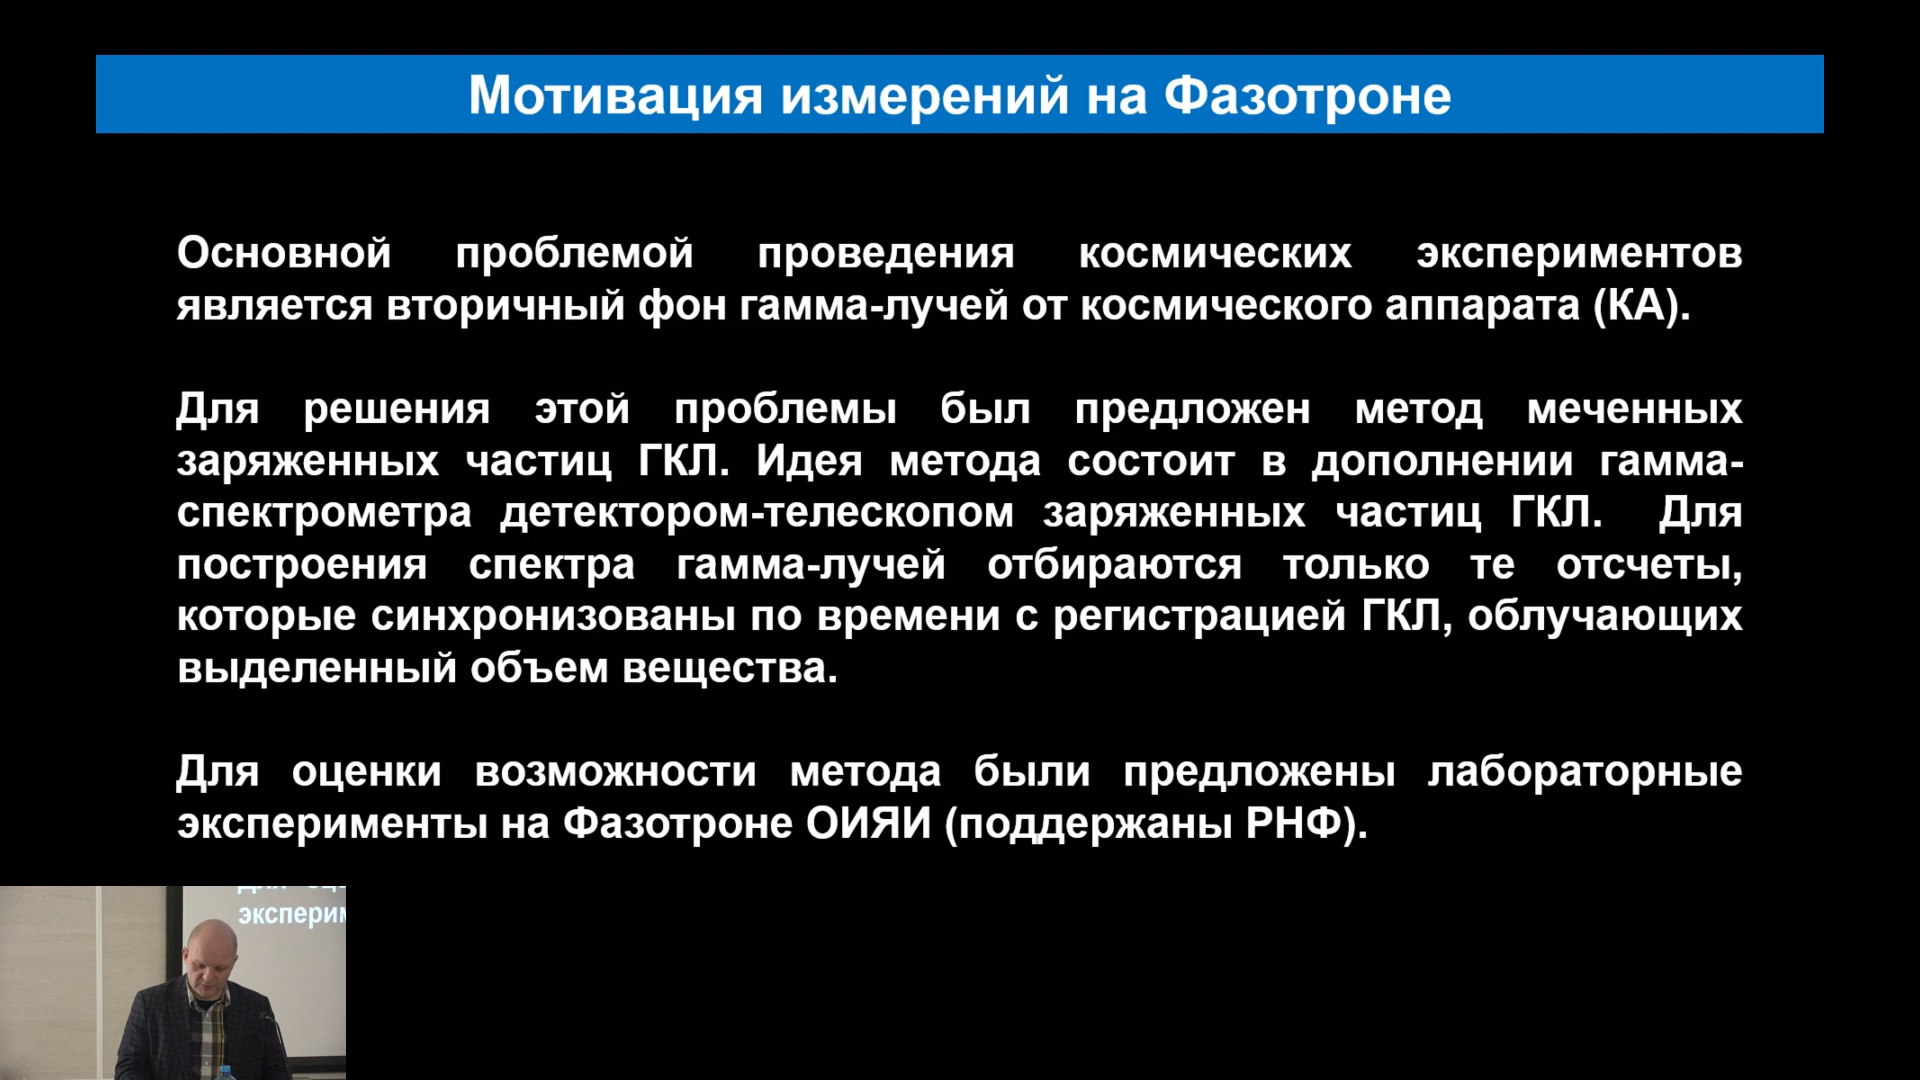 Мотивация измерений на Фазотроне
Основной проблемой проведения космических экспериментов
является вторичный фон гамма-лучей от космического аппарата (КА).
Для решения этой проблемы был предложен метод меченных
заряженных частиц ГКЛ. Идея метода состоит в дополнении гамма-
спектрометра детектором-телескопом заряженных частиц ГКЛ. Для
построения спектра гамма-лучей отбираются только те отсчеты,
которые синхронизованы по времени с регистрацией ГКЛ, облучающих
выделенный объем вещества.
Для оценки возможности метода были предложены лабораторные
эксперименты на Фазотроне ОИЯИ (поддержаны РНФ).